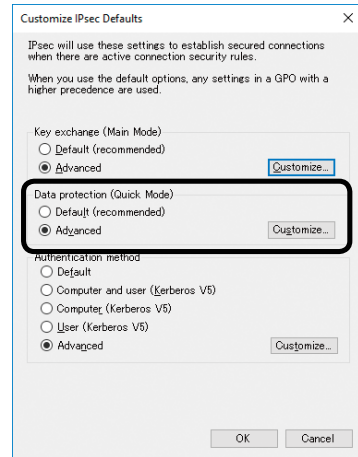 Customize IPsec Defaults
IPsec will use these settings to establish secured connections
when there are active connection security rules.
When you use the default options, any settings in a GPO with a
higher precedence are used.
Key exchange (Main Mode)
Default (recommended)
Advanced
Customize...
Data protection (Quick Mode)
Default (recommended)
Advanced
Customize...
Authentication method
Default
Computer and user (Kerberos V5)
Computer (Kerberos V5)
User (Kerberos V5)
Advanced
Customize...
OK
Cancel